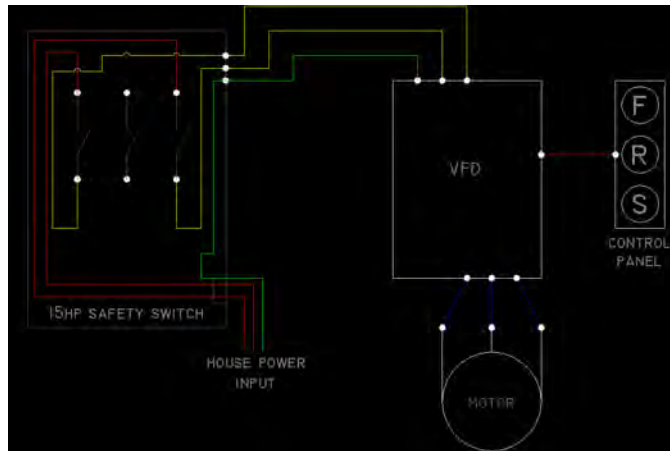 VFD
F
R
S
CONTROL
PANEL
15HP SAFETY SWITCH
HOUSE POWER
INPUT
MOTOR